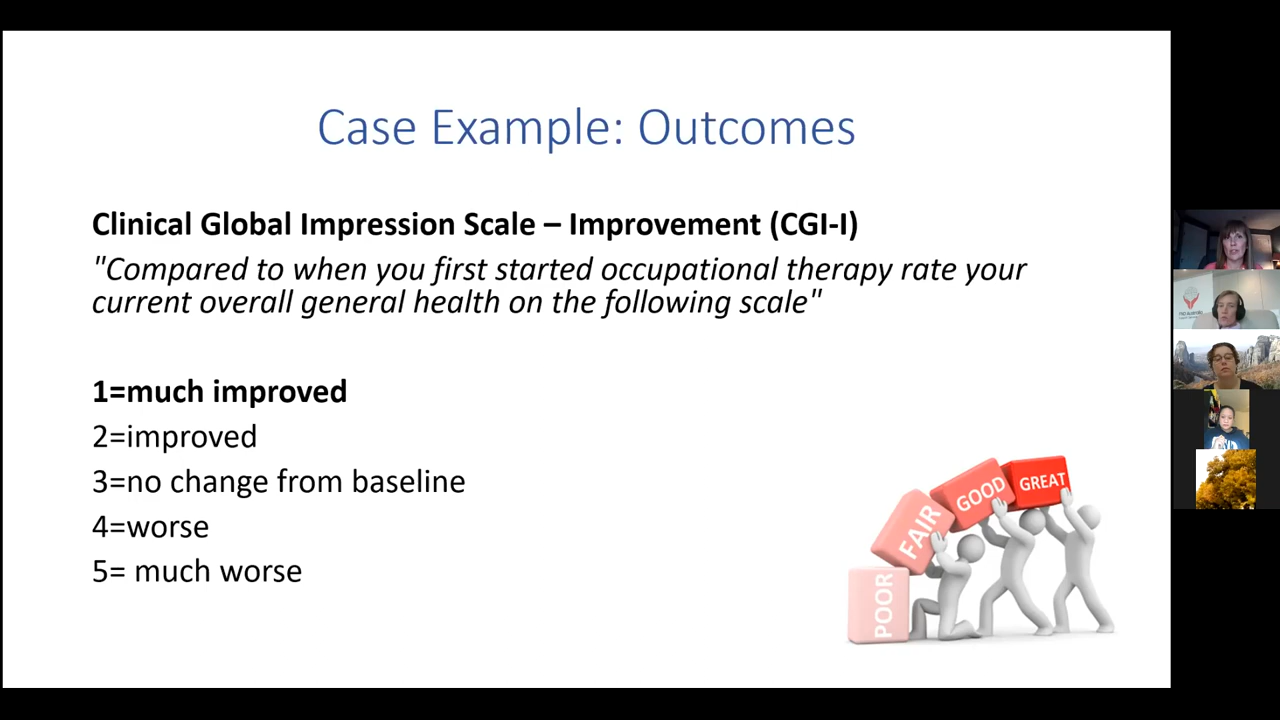 Case Example: Outcomes
Clinical Global Impression Scale – Improvement (CGI-I)
"Compared to when you first started occupational therapy rate your
current overall general health on the following scale"
1=much improved
2=improved
3=no change from baseline
4=worse
5= much worse
POOR
FAIR
GOOD
GREAT